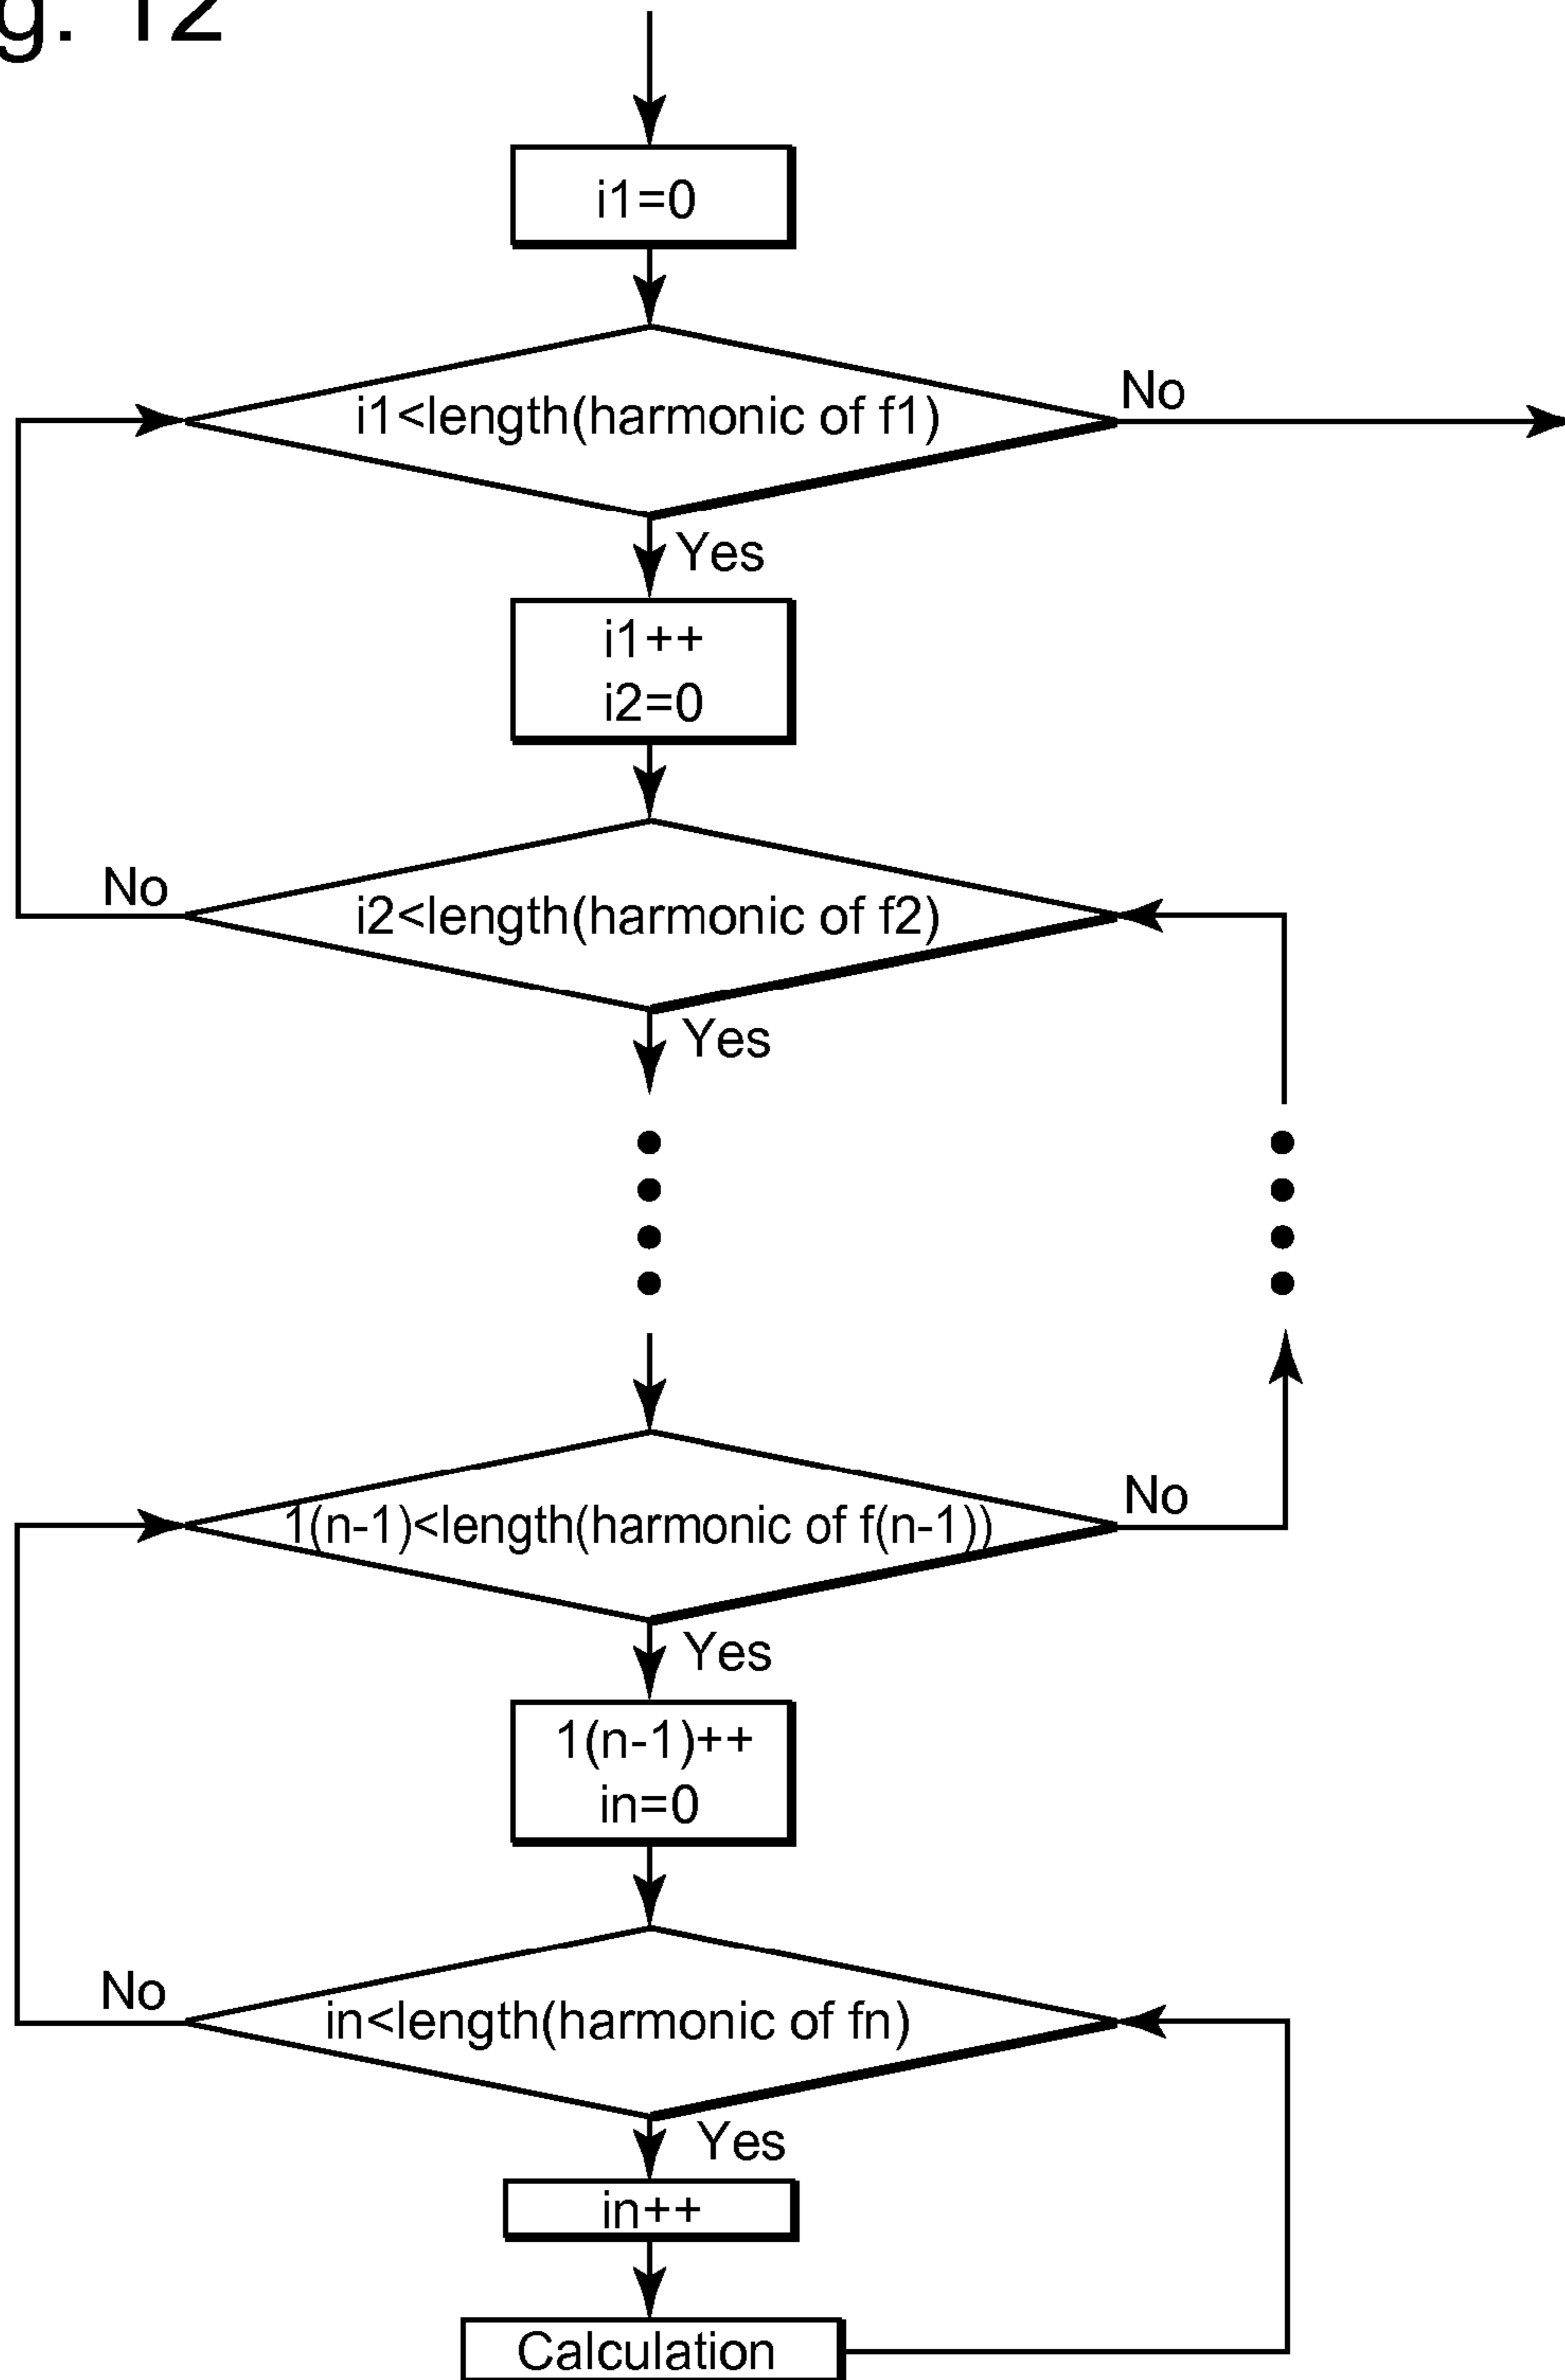 g. 12
i1=0
i1<length(harmonic of f1)
No
Yes
i1++
i2=0
No
i2<length(harmonic of f2)
Yes
1(n-1)<length(harmonic of f(n-1))
No
Yes
1(n-1)++
in=0
No
in<length(harmonic of fn)
Yes
in++
Calculation